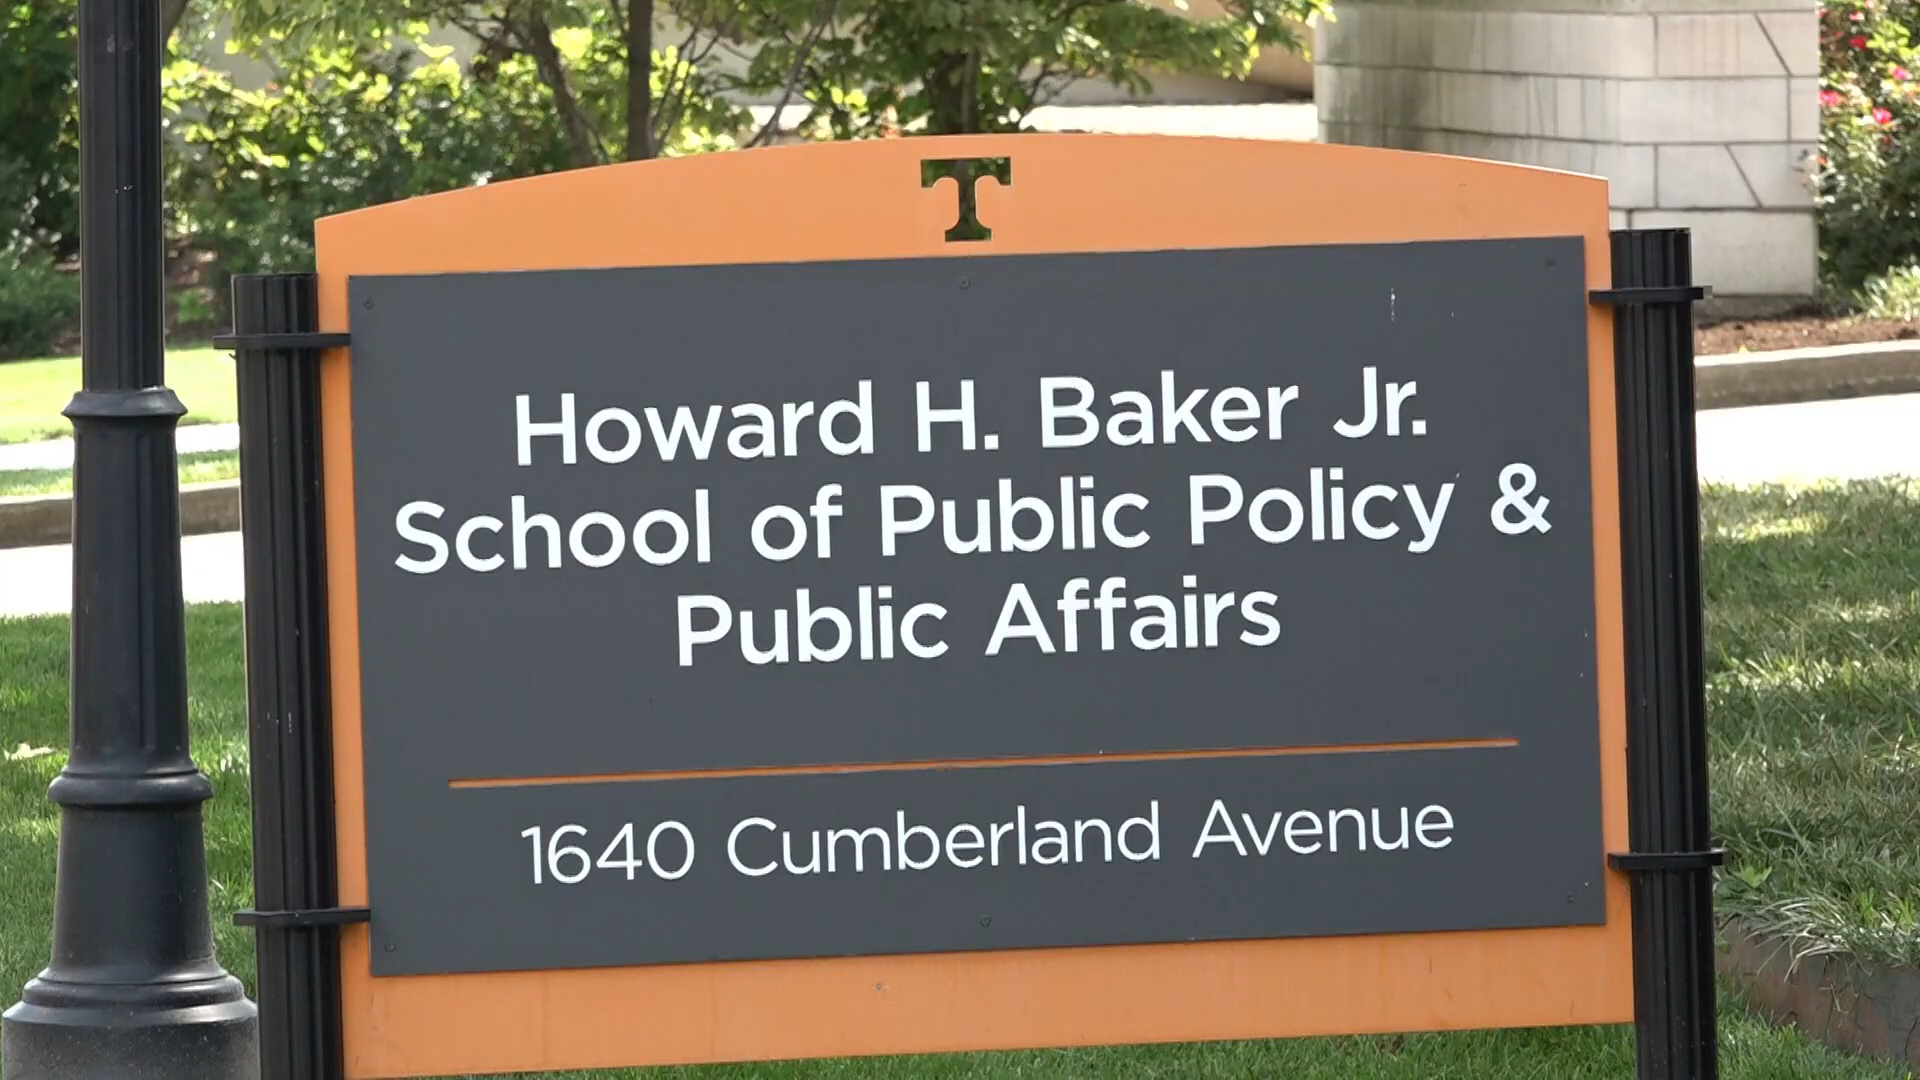 T
Howard H. Baker Jr.
School of Public Policy &
Public Affairs
1640 Cumberland Avenue